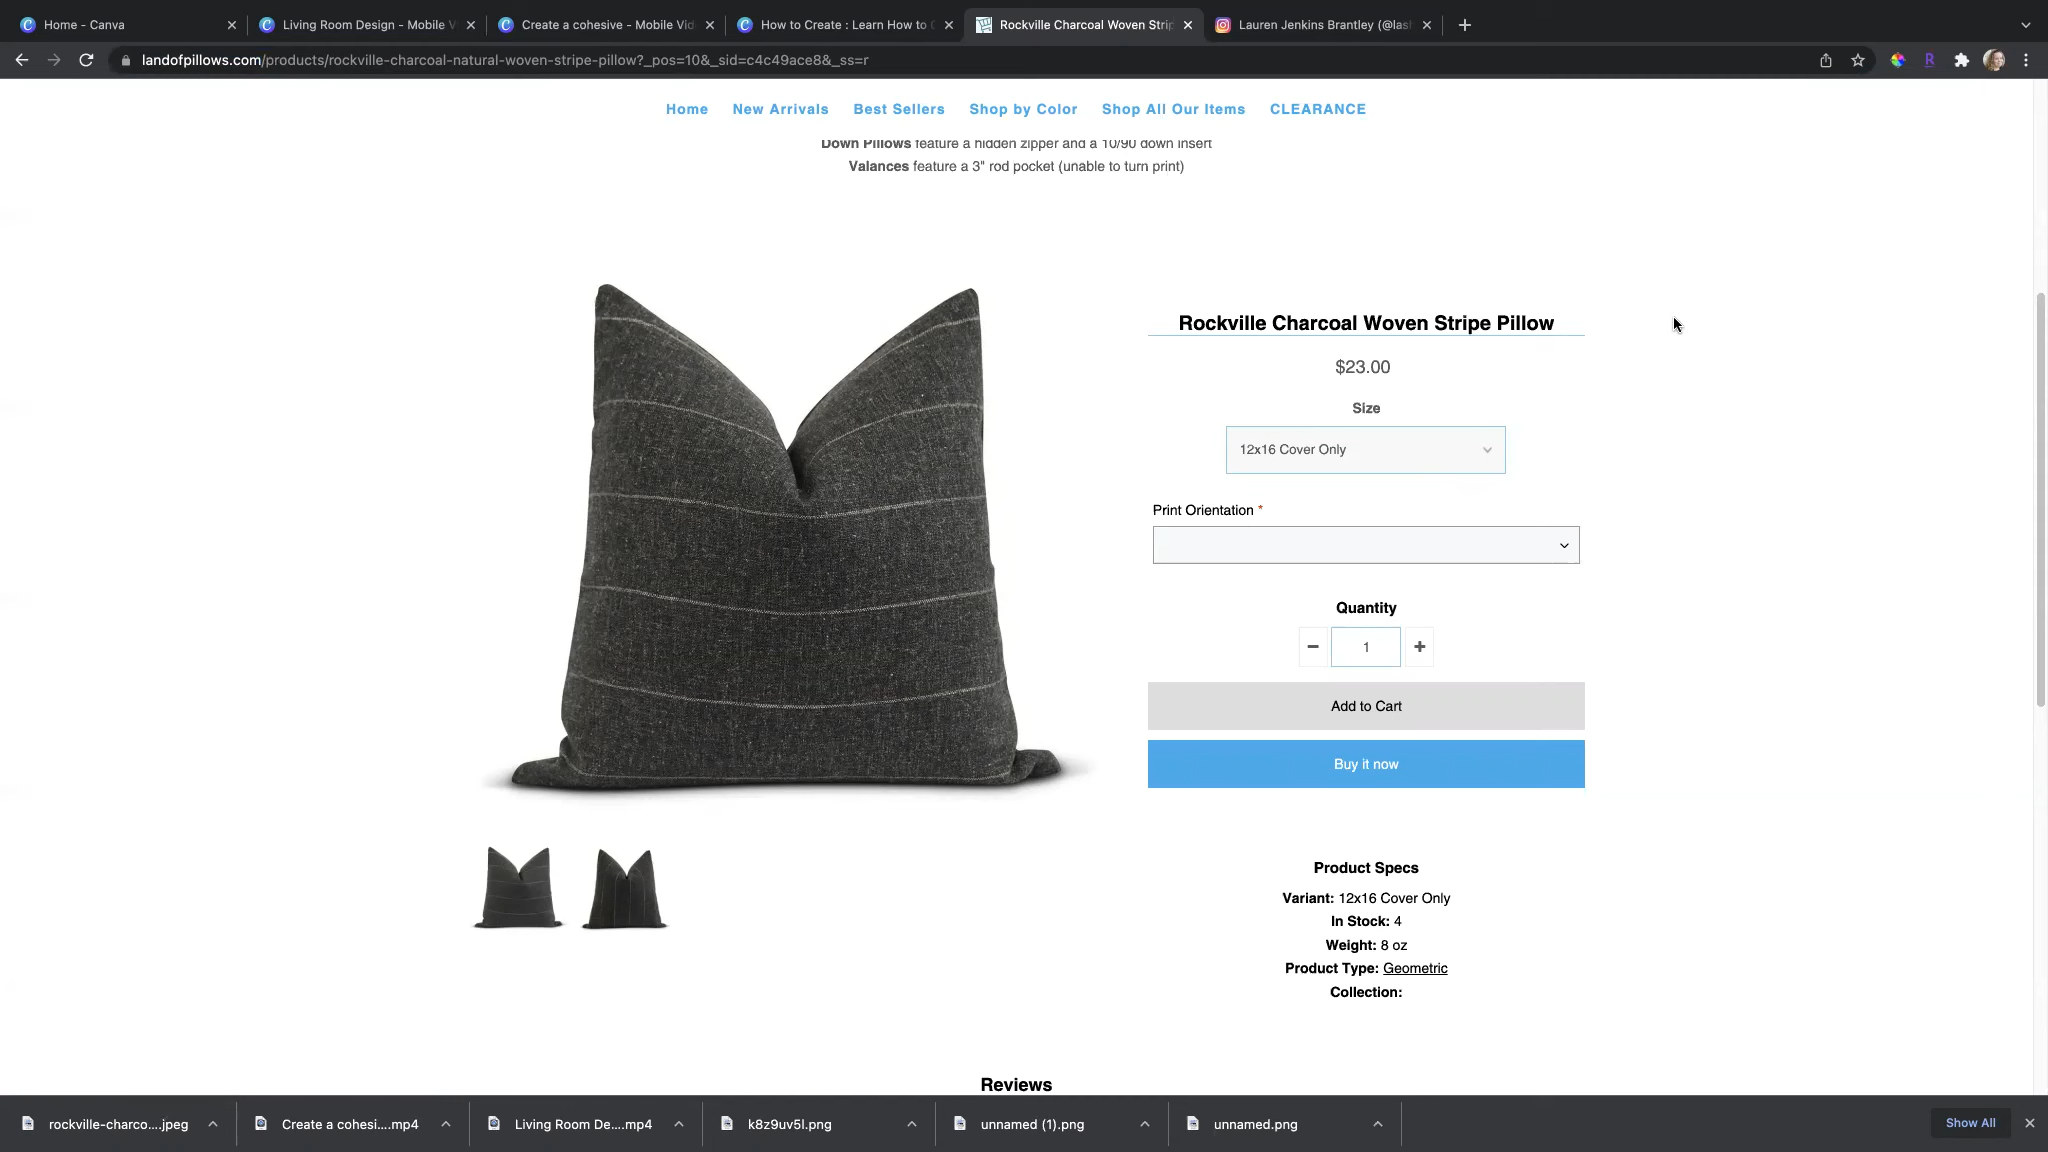 Home - Canva
Living Room Design - Mobile V
Create a cohesive - Mobile Vid
How to Create : Learn How to C
Rockville Charcoal Woven Strip
Lauren Jenkins Brantley (@las
landofpillows.com/products/rockville-charcoal-natural-woven-stripe-pillow?_pos=10&_sid=c4c49ace8&_ss=r
Home New Arrivals Best Sellers Shop by Color Shop All Our Items CLEARANCE
Down Pillows feature a hidden zipper and a 10/90 down insert
Valances feature a 3" rod pocket (unable to turn print)
Rockville Charcoal Woven Stripe Pillow
$23.00
Size
12x16 Cover Only
Print Orientation *
Quantity
1
Add to Cart
Buy it now
Product Specs
Variant: 12x16 Cover Only
In Stock: 4
Weight: 8 oz
Product Type: Geometric
Collection:
Reviews
rockville-charco....jpeg
Create a cohesi....mp4
Living Room De....mp4
k8z9uv5l.png
unnamed (1).png
unnamed.png
Show All